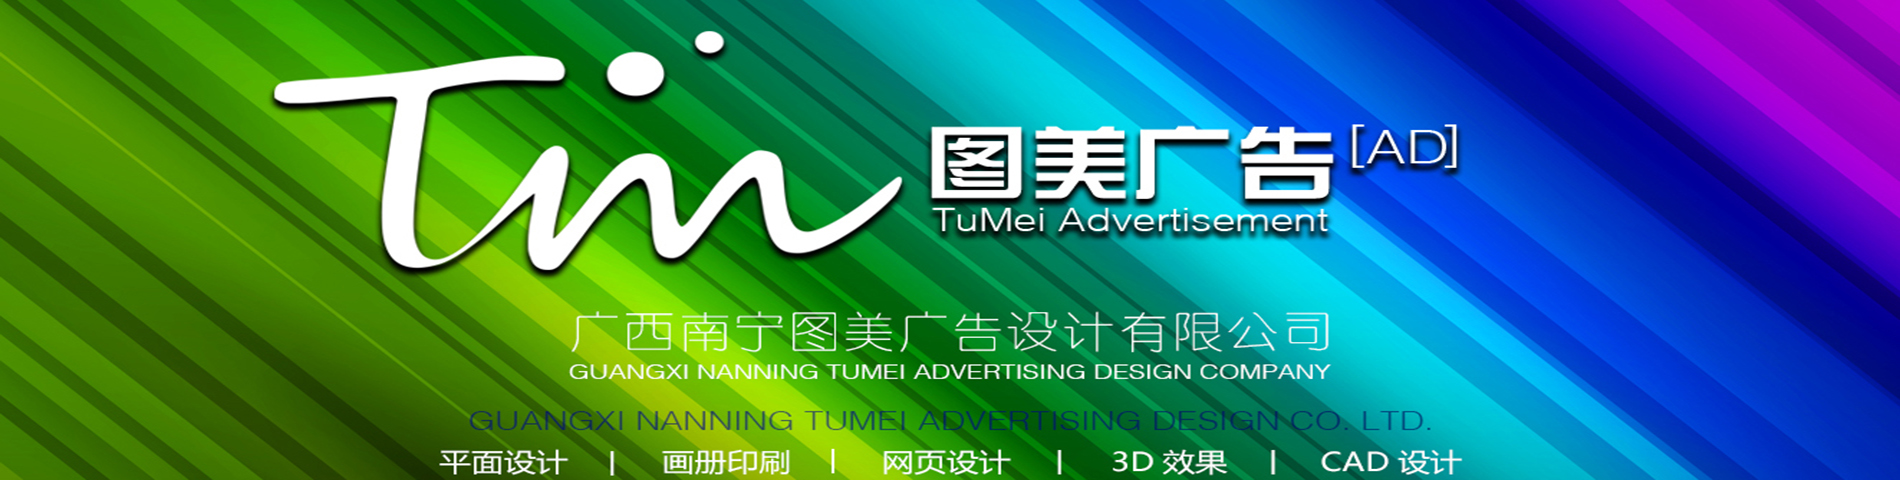 Tm
图美广告 [AD]
TuMei Advertisement
广西南宁图美广告设计有限公司
GUANGXI NANNING TUMEI ADVERTISING DESIGN COMPANY
GUANGXI NANNING TUMEI ADVERTISING DESIGN CO. LTD.
平面设计 | 画册印刷 | 网页设计 | 3D 效果 | CAD 设计